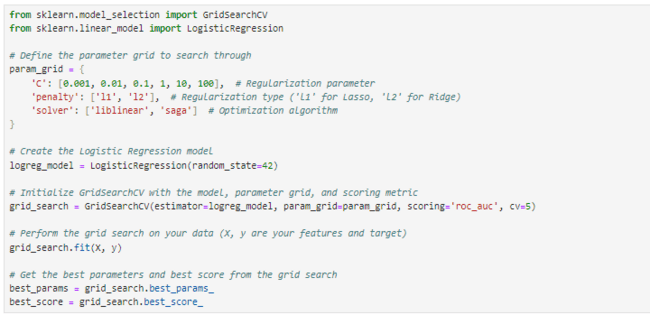 from sklearn.model_selection import GridSearchCV
from sklearn.linear_model import LogisticRegression
# Define the parameter grid to search through
param_grid = {
'C': [0.001, 0.01, 0.1, 1, 10, 100], # Regularization parameter
'penalty': ['l1', 'l2'], # Regularization type ('L1' for Lasso, 'L2' for Ridge)
'solver': ['liblinear', 'saga'] # Optimization algorithm
}
# Create the Logistic Regression model
logreg_model = LogisticRegression(random_state=42)
# Initialize GridSearchCV with the model, parameter grid, and scoring metric
grid_search = GridSearchCV(estimator=logreg_model, param_grid=param_grid, scoring='roc_auc', cv=5)
# Perform the grid search on your data (X, y are your features and target)
grid_search.fit(X, y)
# Get the best parameters and best score from the grid search
best_params = grid_search.best_params_
best_score = grid_search.best_score_